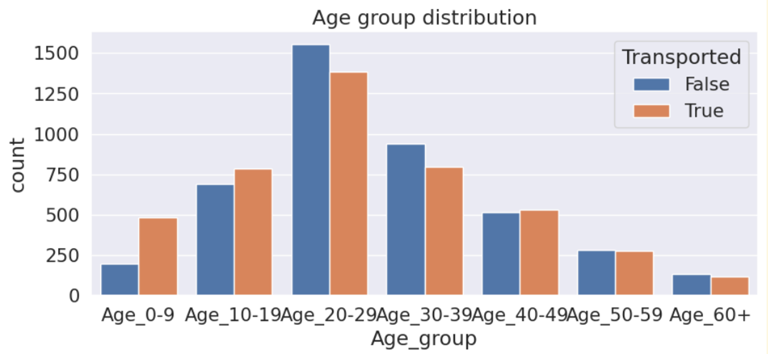 Age group distribution
Transported
False
True
1500
1250
1000
750
500
250
0
count
Age_0-9 Age_10-19 Age_20-29 Age_30-39 Age_40-49 Age_50-59 Age_60+
Age_group